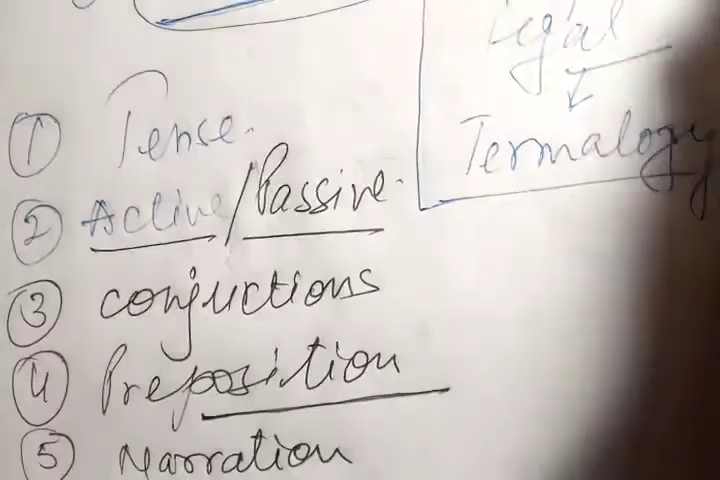 Legal
Termalogy
① Tense.
② Active/Passive.
③ conjuctions
④ Preposition
⑤ Narration